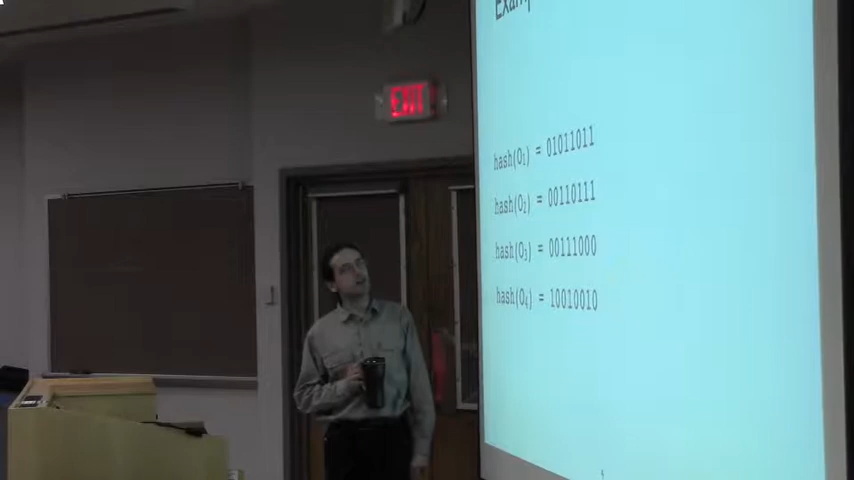 EXIT
hash(O₁) = 01011011
hash(O₂) = 00110111
hash(O₃) = 00111000
hash(O₄) = 10010010